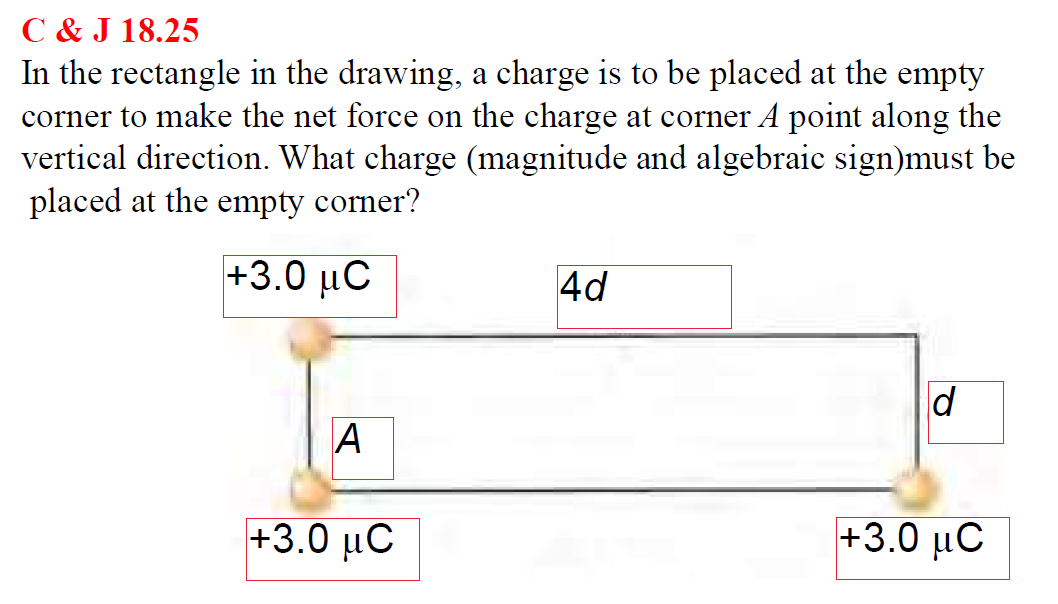 C & J 18.25
In the rectangle in the drawing, a charge is to be placed at the empty
corner to make the net force on the charge at corner A point along the
vertical direction. What charge (magnitude and algebraic sign)must be
placed at the empty corner?
+3.0 μC
4d
d
A
+3.0 μC
+3.0 μC